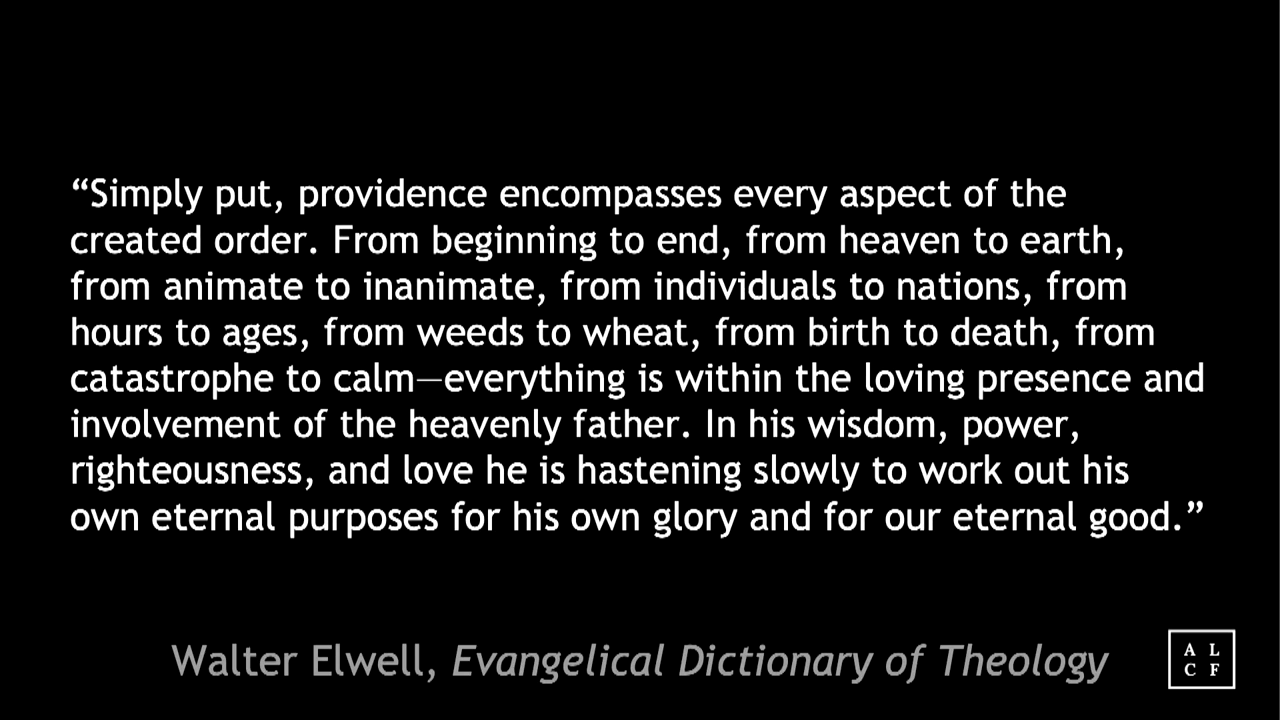 “Simply put, providence encompasses every aspect of the
created order. From beginning to end, from heaven to earth,
from animate to inanimate, from individuals to nations, from
hours to ages, from weeds to wheat, from birth to death, from
catastrophe to calm—everything is within the loving presence and
involvement of the heavenly father. In his wisdom, power,
righteousness, and love he is hastening slowly to work out his
own eternal purposes for his own glory and for our eternal good.”
Walter Elwell, Evangelical Dictionary of Theology
A L
C F